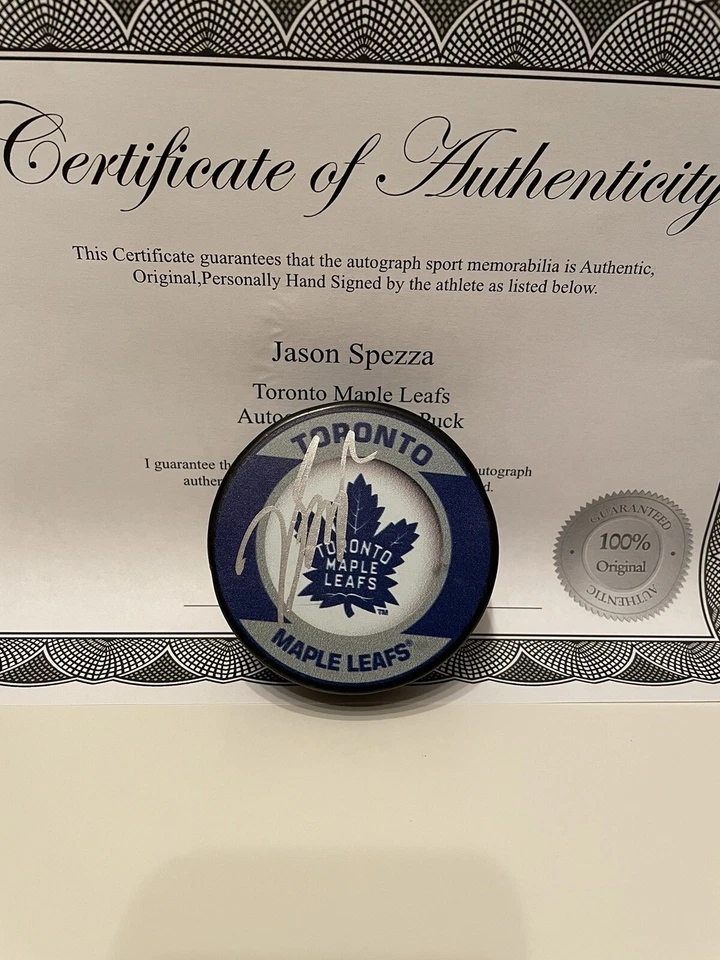 Certificate of Authenticity
This Certificate guarantees that the autograph sport memorabilia is Authentic,
Original,Personally Hand Signed by the athlete as listed below.
Jason Spezza
Toronto Maple Leafs
Puck
I guarantee
TORONTO
TORONTO
MAPLE
LEAFS
TM
MAPLE LEAFS®
GUARANTEED
100%
Original
AUTHENTIC